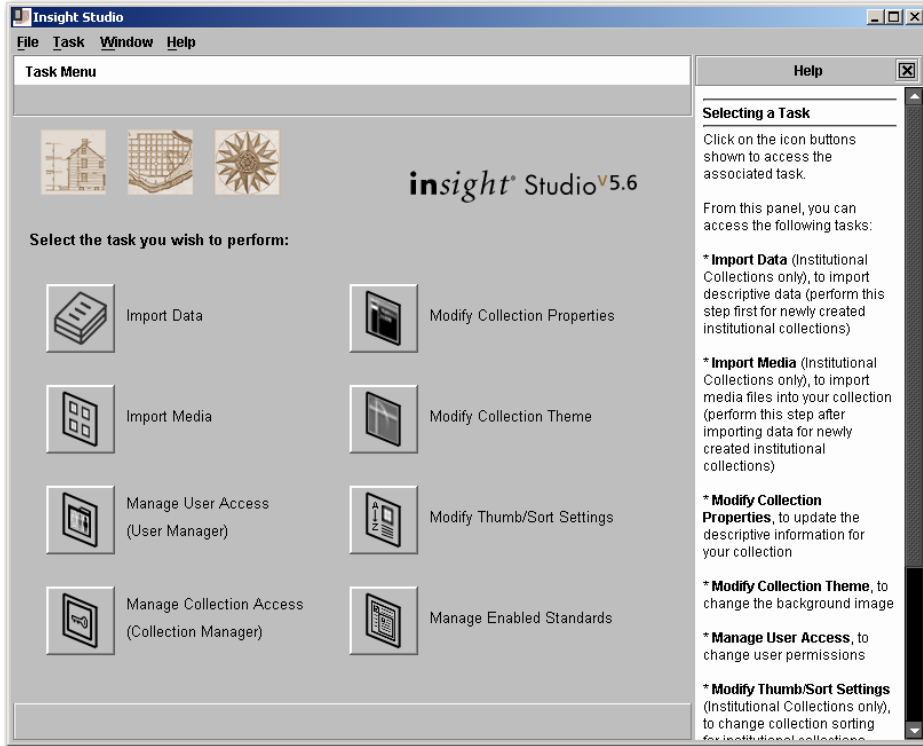 Insight Studio
File Task Window Help
Task Menu
insight® Studio V5.6
Select the task you wish to perform:
Import Data
Modify Collection Properties
Import Media
Modify Collection Theme
Manage User Access
(User Manager)
Modify Thumb/Sort Settings
Manage Collection Access
(Collection Manager)
Manage Enabled Standards
Help
Selecting a Task
Click on the icon buttons
shown to access the
associated task.
From this panel, you can
access the following tasks:
* Import Data (Institutional
Collections only), to import
descriptive data (perform this
step first for newly created
institutional collections)
* Import Media (Institutional
Collections only), to import
media files into your collection
(perform this step after
importing data for newly
created institutional
collections)
* Modify Collection
Properties, to update the
descriptive information for
your collection
* Modify Collection Theme, to
change the background image
* Manage User Access, to
change user permissions
* Modify Thumb/Sort Settings
(Institutional Collections only),
to change collection sorting
for institutional collections